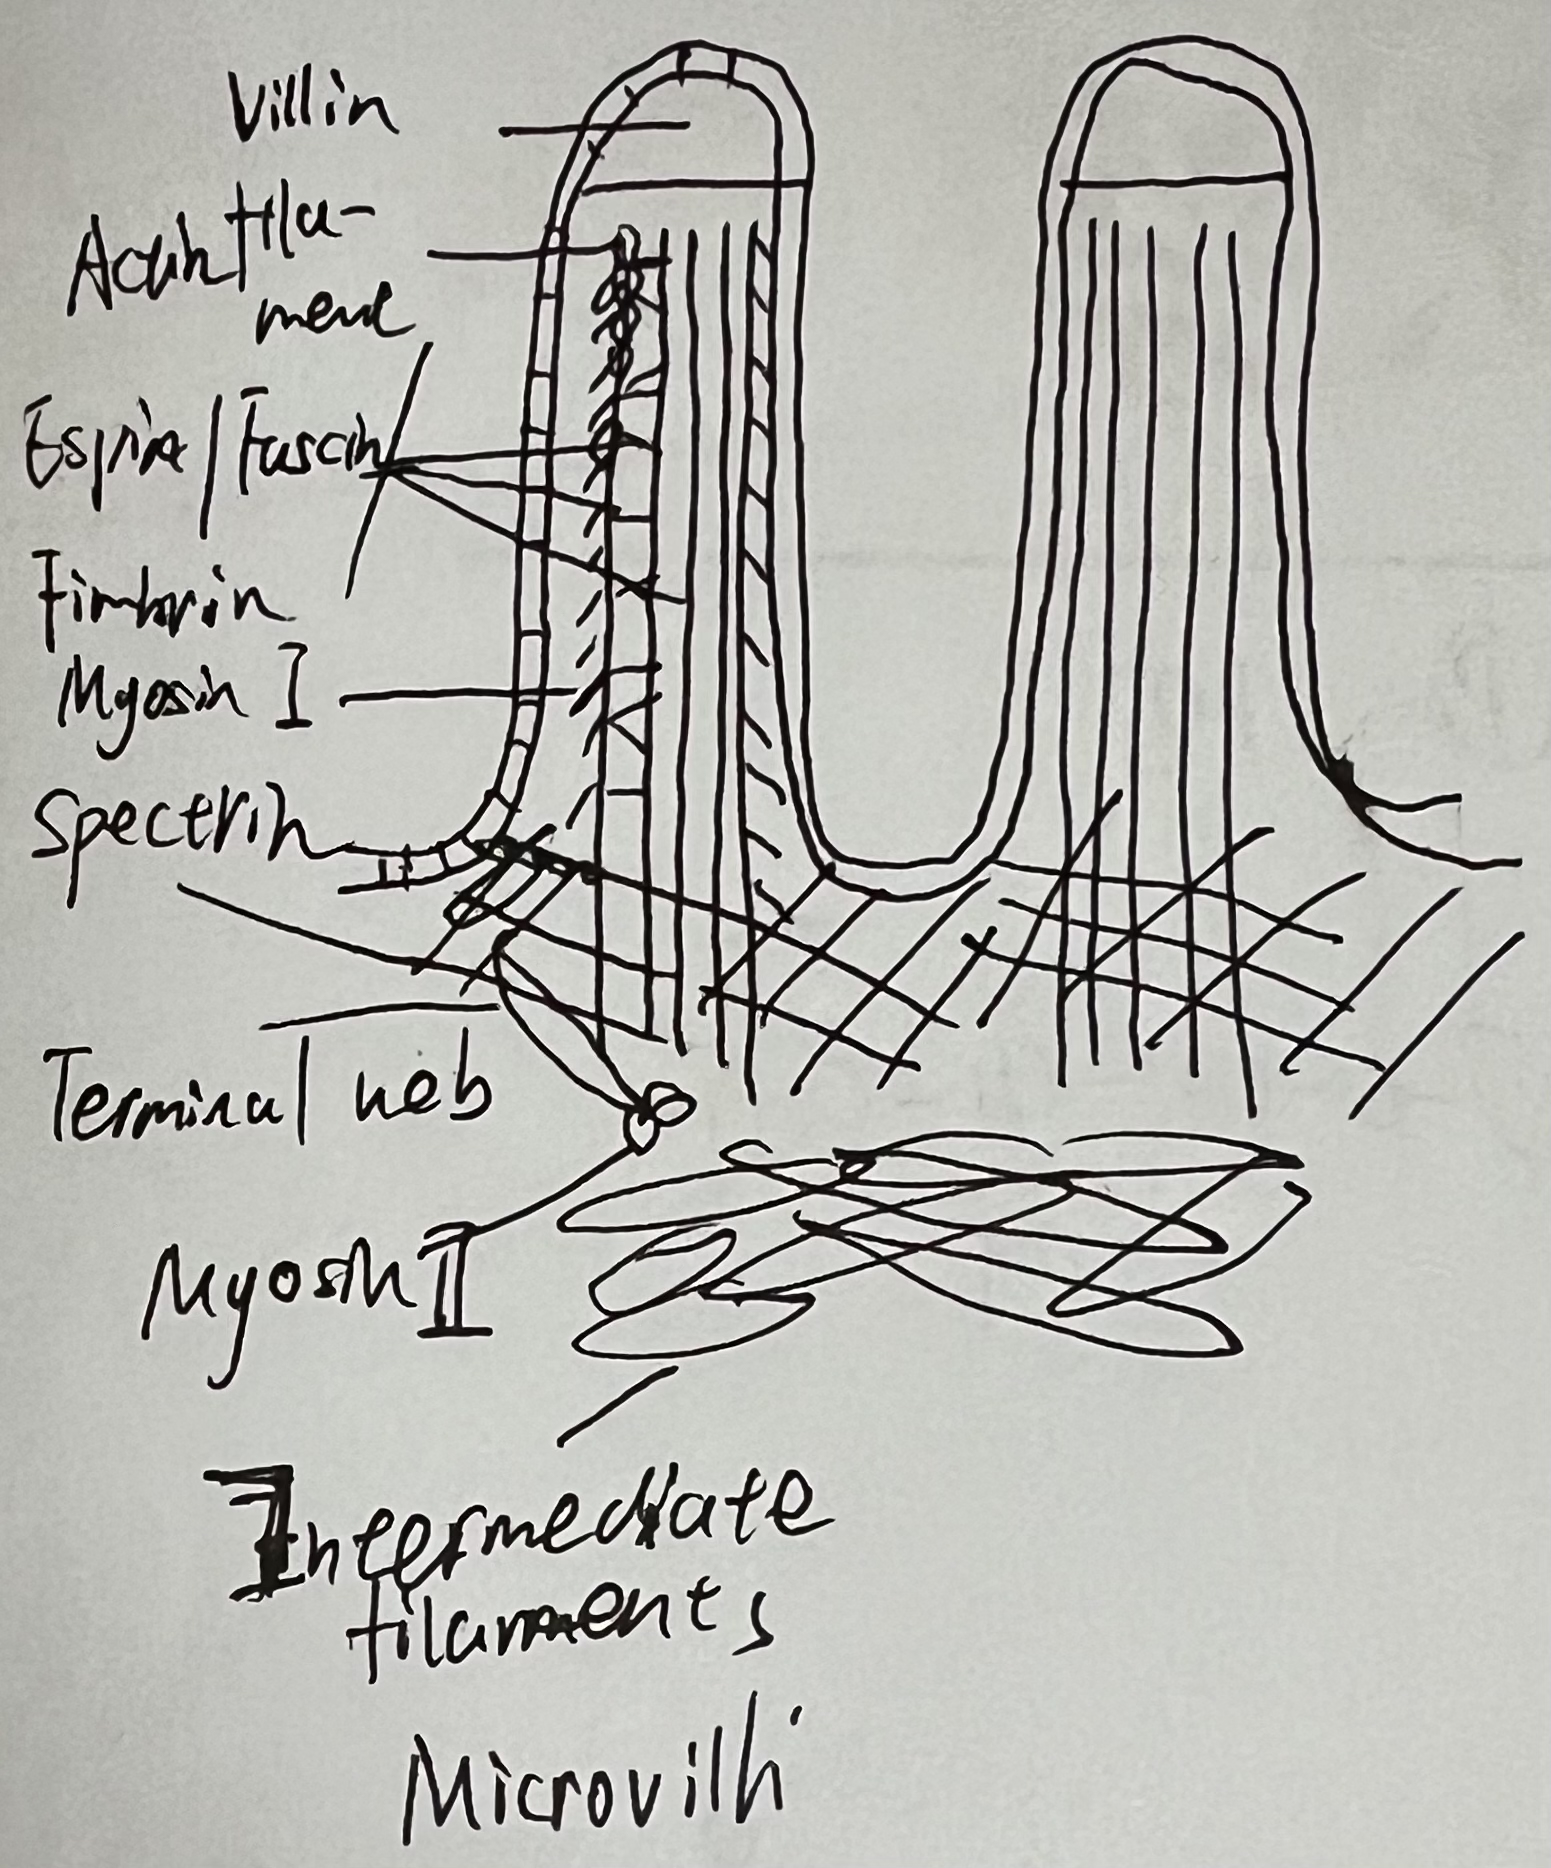 Villin
Actin fila-
ment
Espin/Fascin/
Fimbrin
Myosin I
Spectrin
Terminal web
Myosin II
Intermediate
filaments
Microvilli